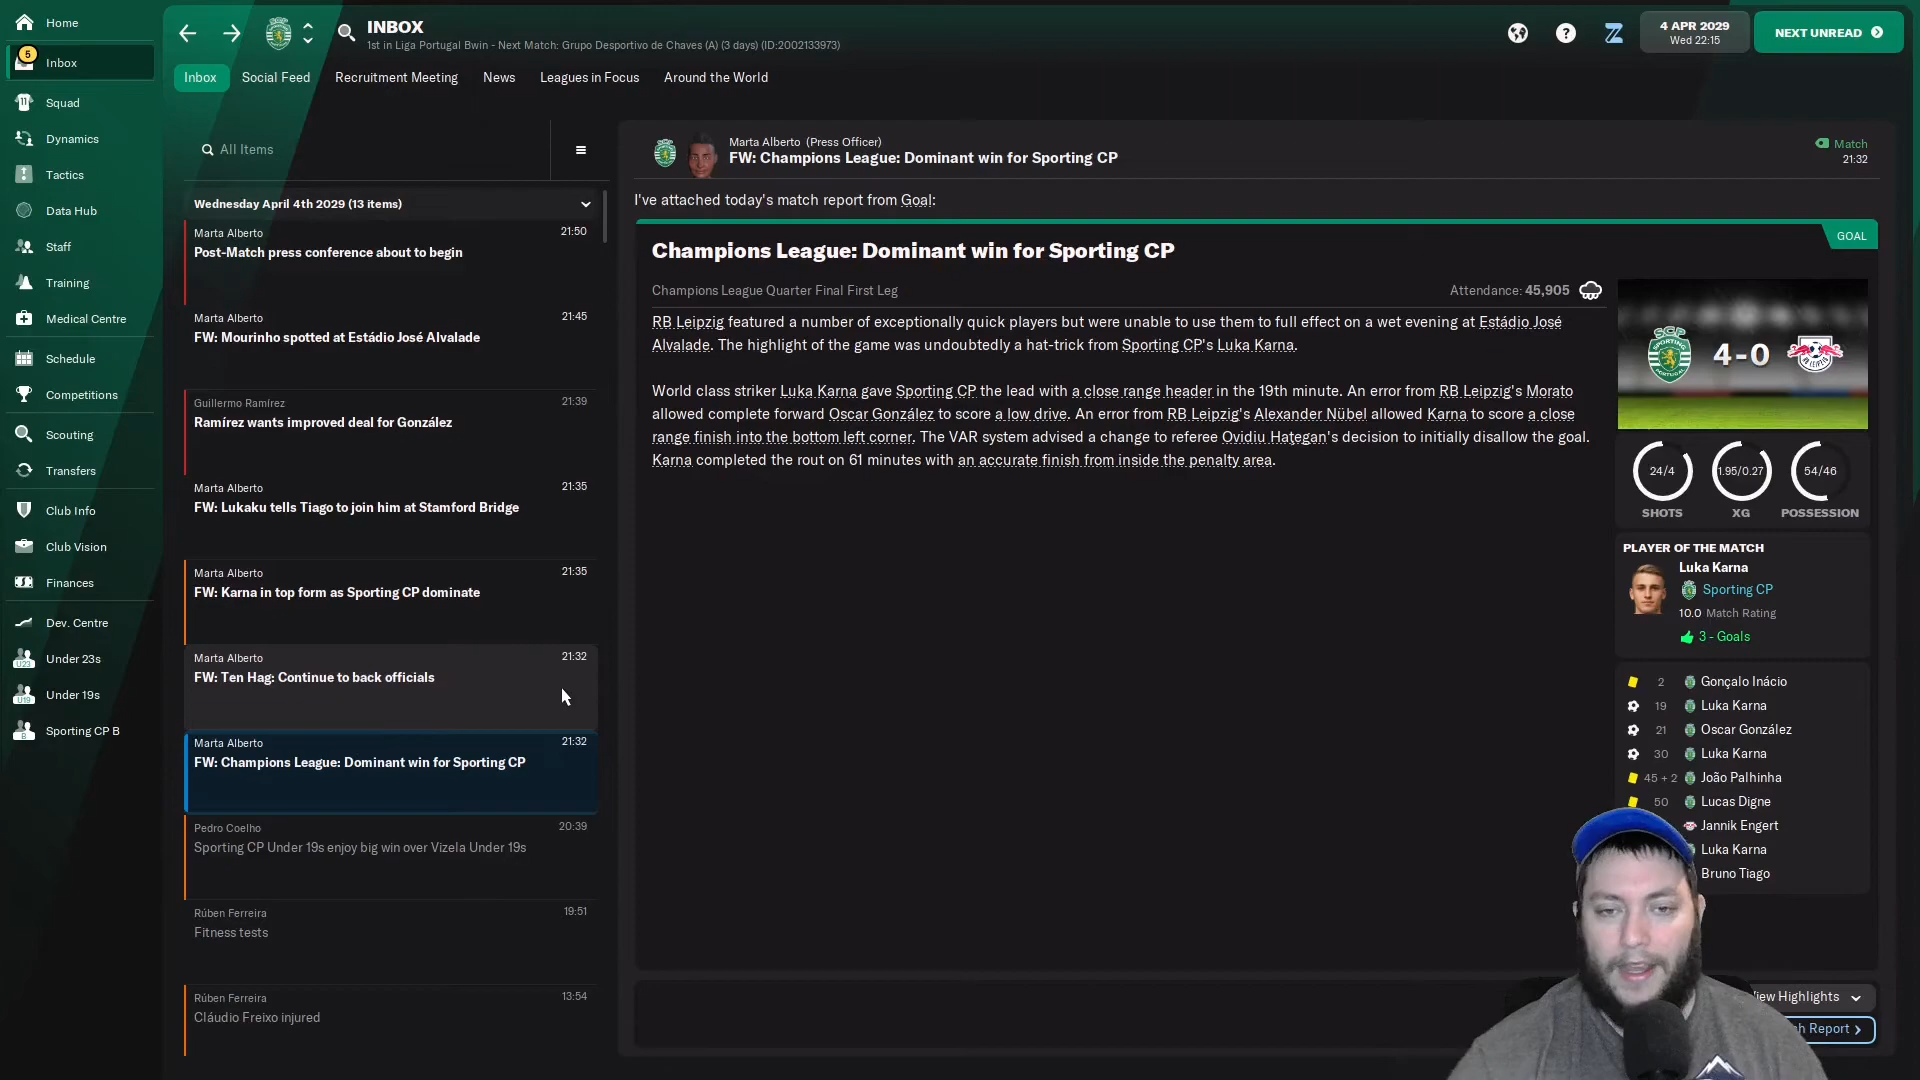 Home
5
Inbox
Squad
Dynamics
Tactics
Data Hub
Staff
Training
Medical Centre
Schedule
Competitions
Scouting
Transfers
Club Info
Club Vision
Finances
Dev. Centre
U23
Under 23s
U19
Under 19s
B
Sporting CP B
INBOX
1st in Liga Portugal Bwin - Next Match: Grupo Desportivo de Chaves (A) (3 days) (ID:2002133973)
4 APR 2029
Wed 22:15
NEXT UNREAD
Inbox
Social Feed
Recruitment Meeting
News
Leagues in Focus
Around the World
All Items
Wednesday April 4th 2029 (13 items)
Marta Alberto 21:50
Post-Match press conference about to begin
Marta Alberto 21:45
FW: Mourinho spotted at Estádio José Alvalade
Guillermo Ramírez 21:39
Ramírez wants improved deal for González
Marta Alberto 21:35
FW: Lukaku tells Tiago to join him at Stamford Bridge
Marta Alberto 21:35
FW: Karna in top form as Sporting CP dominate
Marta Alberto 21:32
FW: Ten Hag: Continue to back officials
Marta Alberto 21:32
FW: Champions League: Dominant win for Sporting CP
Pedro Coelho 20:39
Sporting CP Under 19s enjoy big win over Vizela Under 19s
Rúben Ferreira 19:51
Fitness tests
Rúben Ferreira 13:54
Cláudio Freixo injured
Marta Alberto (Press Officer)
FW: Champions League: Dominant win for Sporting CP
Match
21:32
I've attached today's match report from Goal:
GOAL
Champions League: Dominant win for Sporting CP
Champions League Quarter Final First Leg
Attendance: 45,905
RB Leipzig featured a number of exceptionally quick players but were unable to use them to full effect on a wet evening at Estádio José
Alvalade. The highlight of the game was undoubtedly a hat-trick from Sporting CP's Luka Karna.
World class striker Luka Karna gave Sporting CP the lead with a close range header in the 19th minute. An error from RB Leipzig's Morato
allowed complete forward Oscar González to score a low drive. An error from RB Leipzig's Alexander Nübel allowed Karna to score a close
range finish into the bottom left corner. The VAR system advised a change to referee Ovidiu Haţegan's decision to initially disallow the goal.
Karna completed the rout on 61 minutes with an accurate finish from inside the penalty area.
4-0
24/4
1.95/0.27
54/46
SHOTS
XG
POSSESSION
PLAYER OF THE MATCH
Luka Karna
Sporting CP
10.0 Match Rating
3 - Goals
2 Gonçalo Inácio
19 Luka Karna
21 Oscar González
30 Luka Karna
45 + 2 João Palhinha
50 Lucas Digne
Jannik Engert
Luka Karna
Bruno Tiago
View Highlights
Report